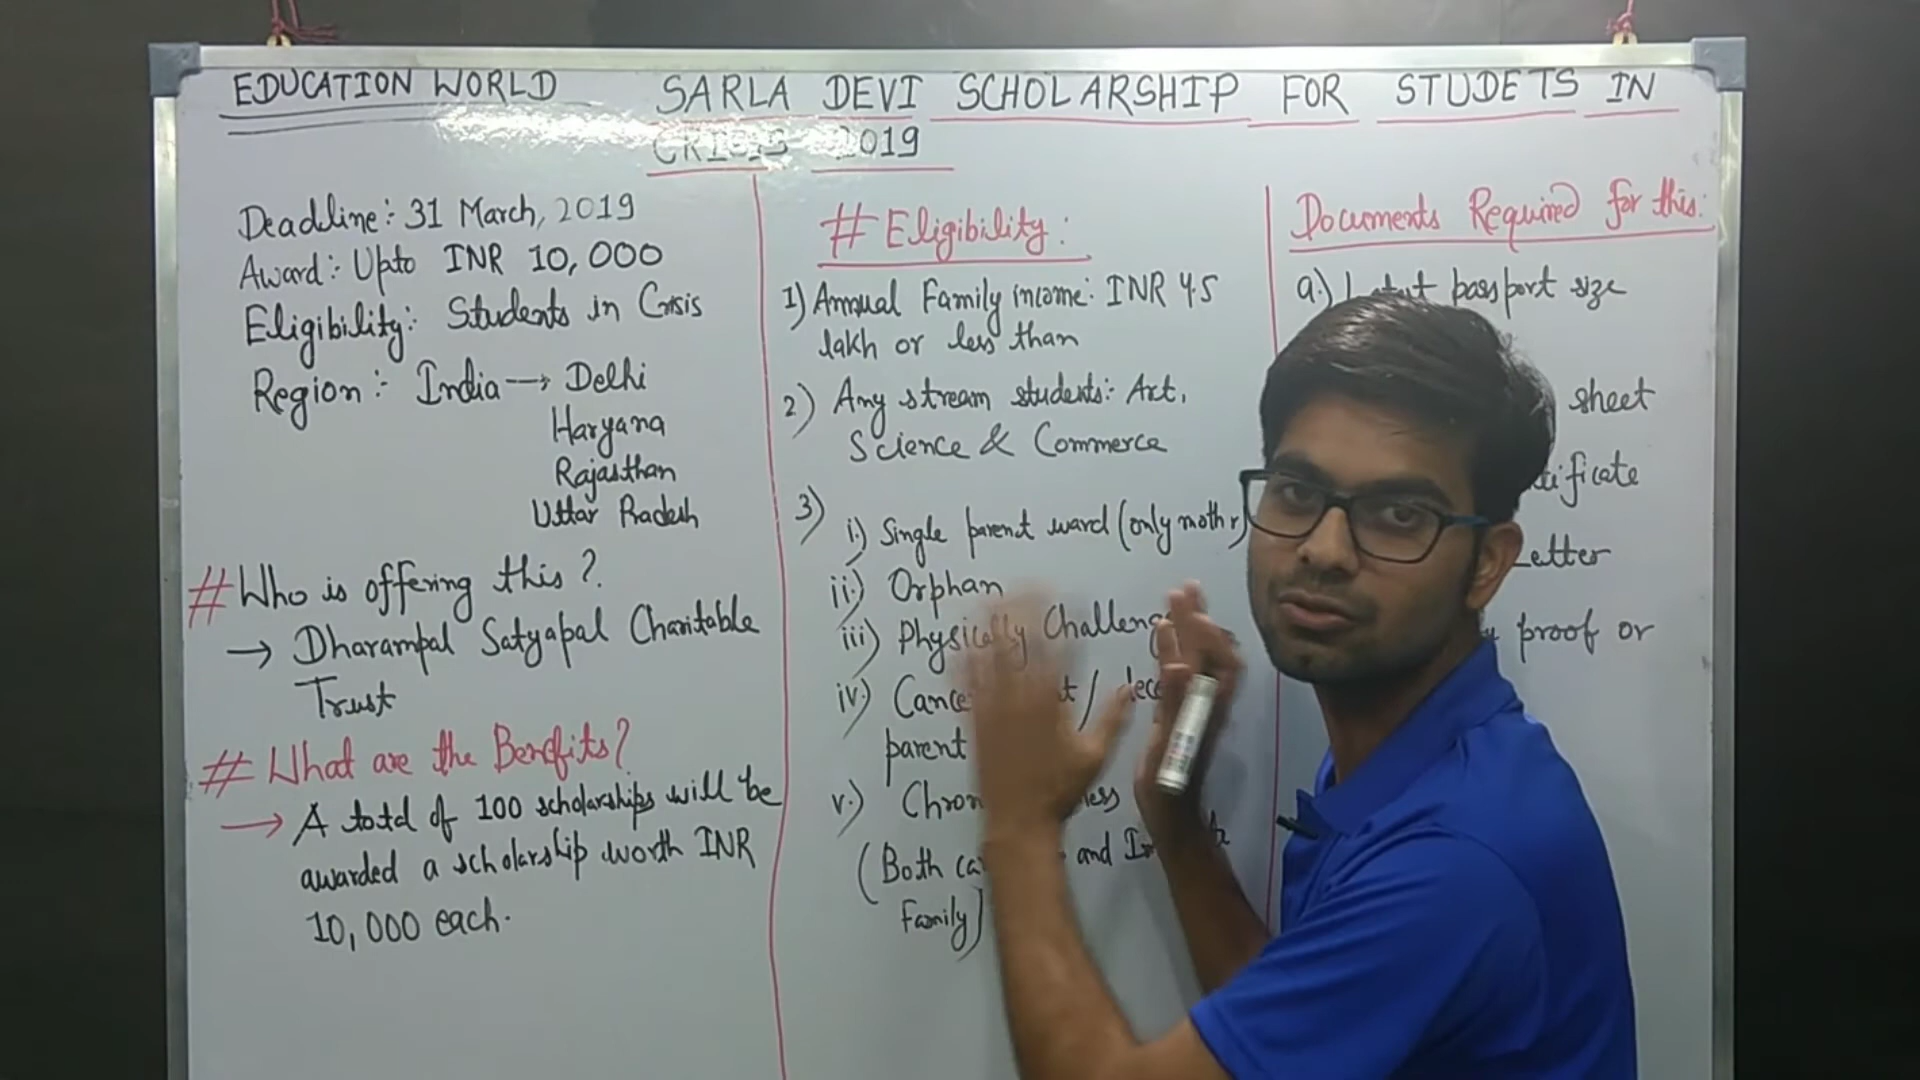 EDUCATION WORLD
SARLA DEVI SCHOLARSHIP FOR STUDETS IN
CRISIS 2019
Deadline:- 31 March, 2019
Award:- Upto INR 10,000
Eligibility:- Students in Crisis
Region:- India → Delhi
Haryana
Rajasthan
Uttar Pradesh
# Who is offering this?
→ Dharampal Satyapal Charitable
Trust
# What are the Benefits?
→ A total of 100 scholarships will be
awarded a scholarship worth INR
10,000 each.
# Eligibility:
1) Annual Family income: INR 4.5
lakh or less than
2) Any stream students:- Art,
Science & Commerce
3)
i.) Single parent ward (only mother)
ii.) Orphan
iii) Physically
iv.)
parent
v.)
(Both and
Family)
Documents Required for this:
a.) passport size
sheet
Letter
proof or